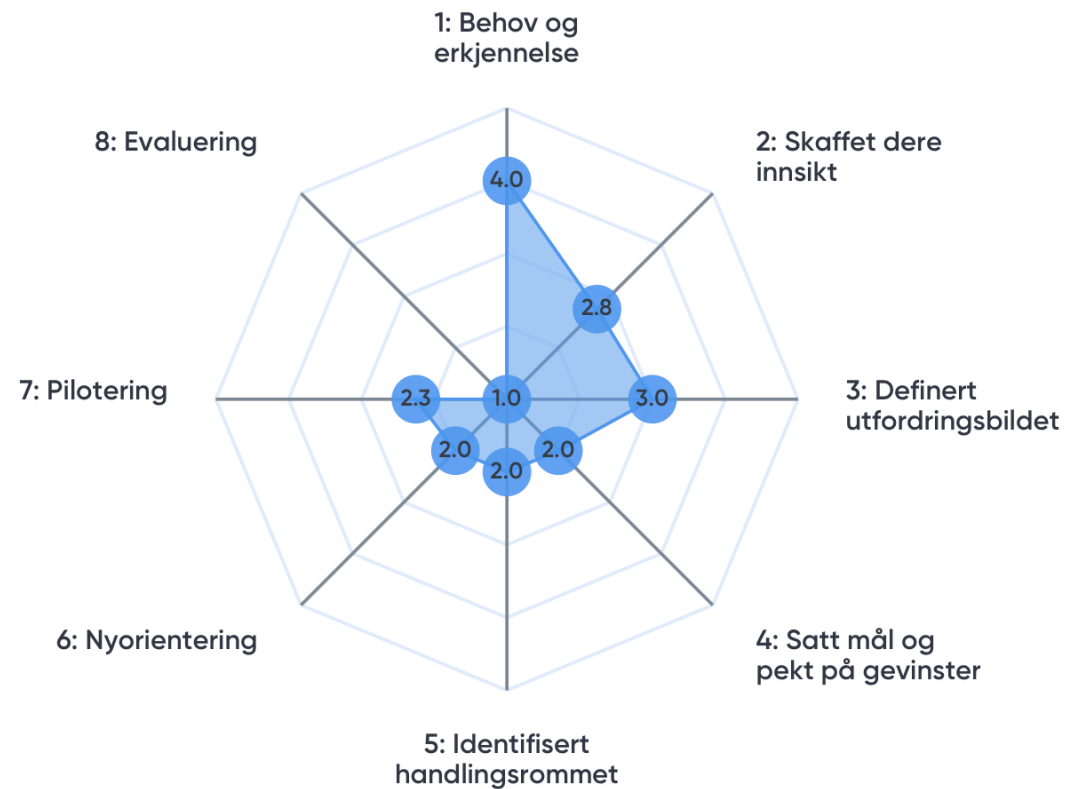 1: Behov og
erkjennelse
8: Evaluering
2: Skaffet dere
innsikt
4.0
2.8
7: Pilotering
2.3
1.0
3.0
3: Definert
utfordringsbildet
2.0
2.0
2.0
6: Nyorientering
4: Satt mål og
pekt på gevinster
5: Identifisert
handlingsrommet